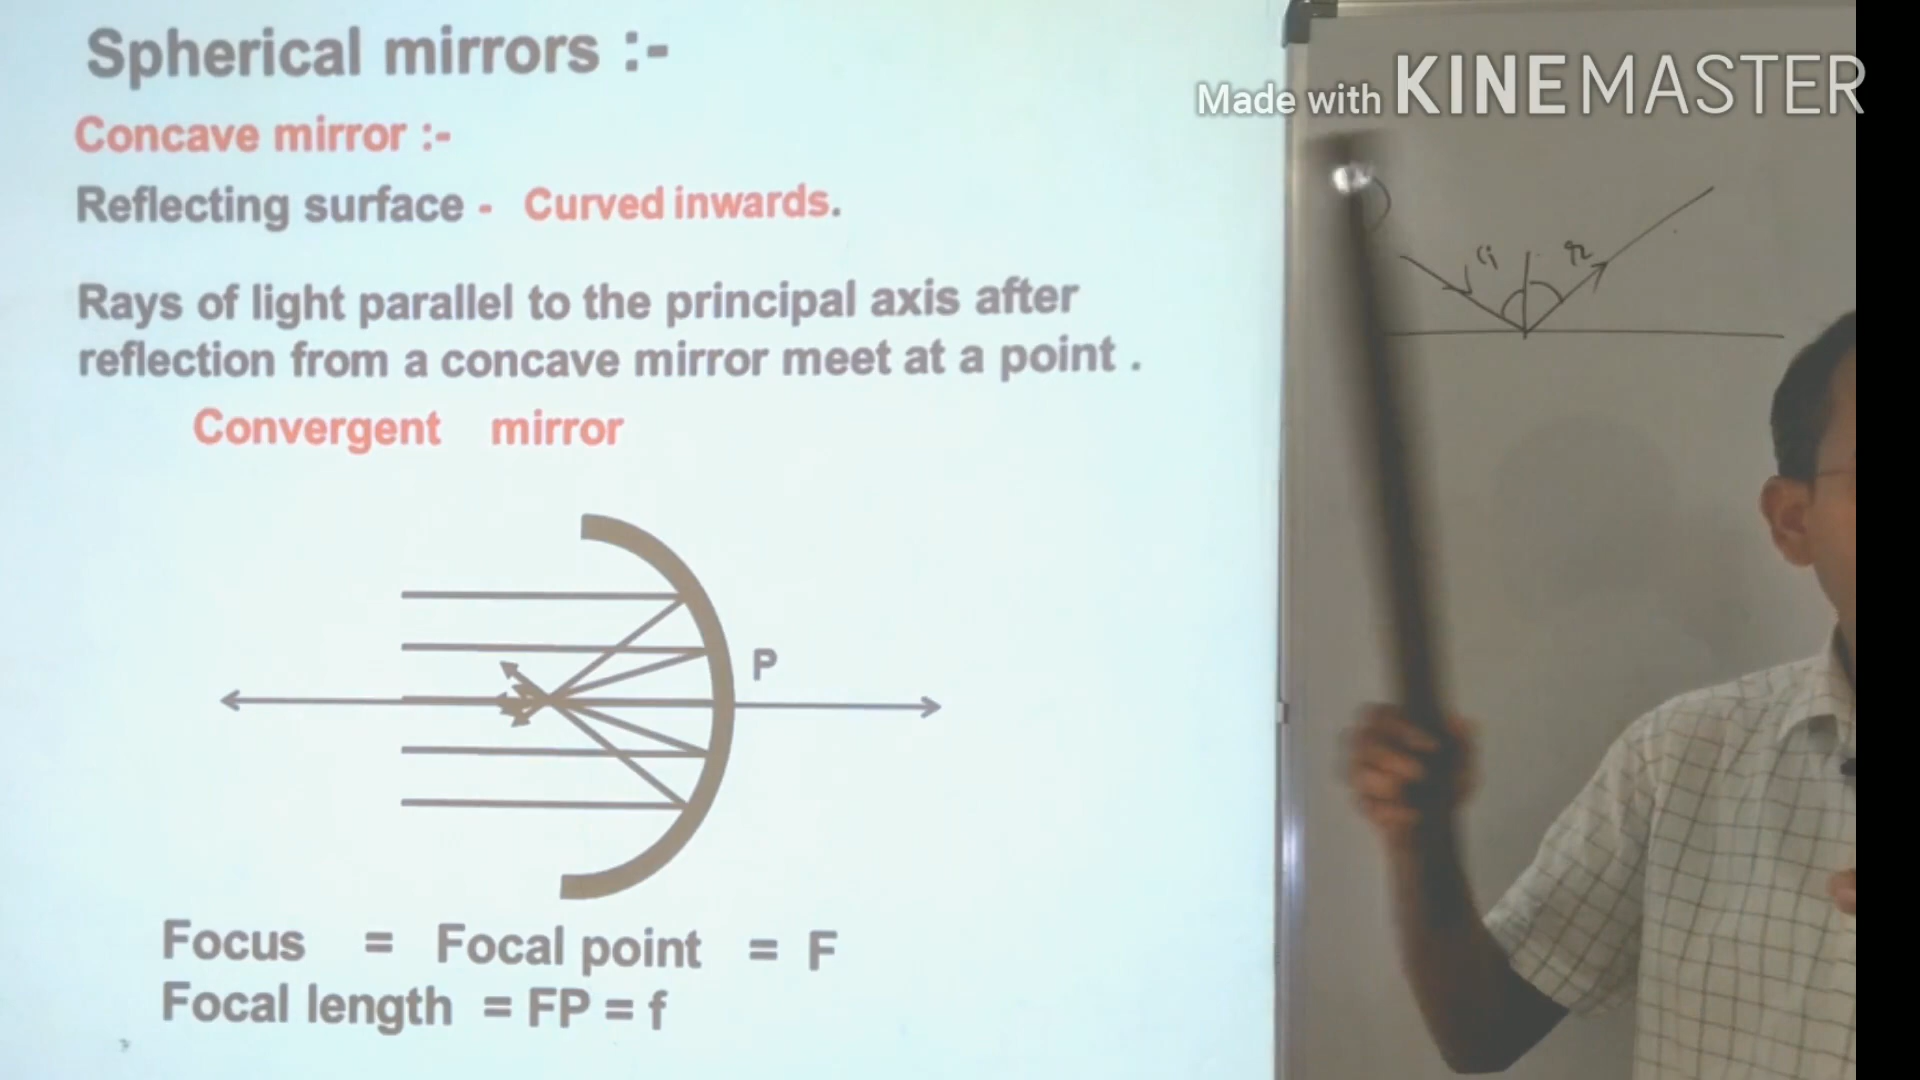 Spherical mirrors :-
Concave mirror :-
Reflecting surface - Curved inwards.
Rays of light parallel to the principal axis after
reflection from a concave mirror meet at a point .
Convergent mirror
P
Focus = Focal point = F
Focal length = FP = f
Made with KINEMASTER